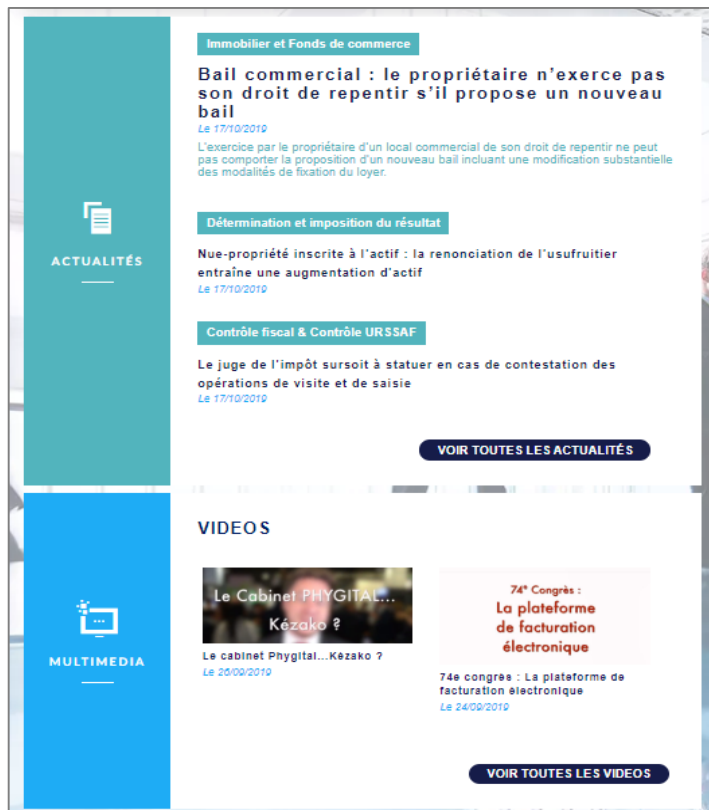 Immobilier et Fonds de commerce
Bail commercial : le propriétaire n'exerce pas
son droit de repentir s'il propose un nouveau
bail
Le 17/10/2019
L'exercice par le propriétaire d'un local commercial de son droit de repentir ne peut
pas comporter la proposition d'un nouveau bail incluant une modification substantielle
des modalités de fixation du loyer.
ACTUALITÉS
Détermination et imposition du résultat
Nue-propriété inscrite à l'actif : la renonciation de l'usufruitier
entraîne une augmentation d'actif
Le 17/10/2019
Contrôle fiscal & Contrôle URSSAF
Le juge de l'impôt sursoit à statuer en cas de contestation des
opérations de visite et de saisie
Le 17/10/2019
VOIR TOUTES LES ACTUALITÉS
MULTIMEDIA
VIDEOS
Le Cabinet PHYGITAL...
Kézako ?
Le cabinet Phygital...Kézako ?
Le 26/09/2019
74e Congrès :
La plateforme
de facturation
électronique
74e congrès : La plateforme de
facturation électronique
Le 24/09/2019
VOIR TOUTES LES VIDEOS